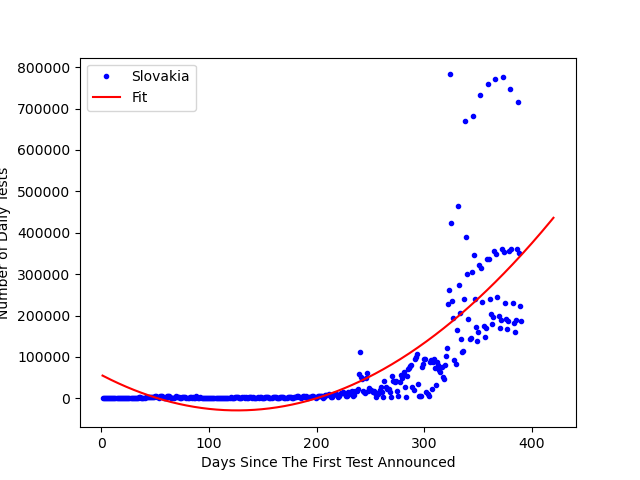 Slovakia
Fit
800000
700000
600000
500000
400000
300000
200000
100000
0
Number of Daily Tests
0 100 200 300 400
Days Since The First Test Announced